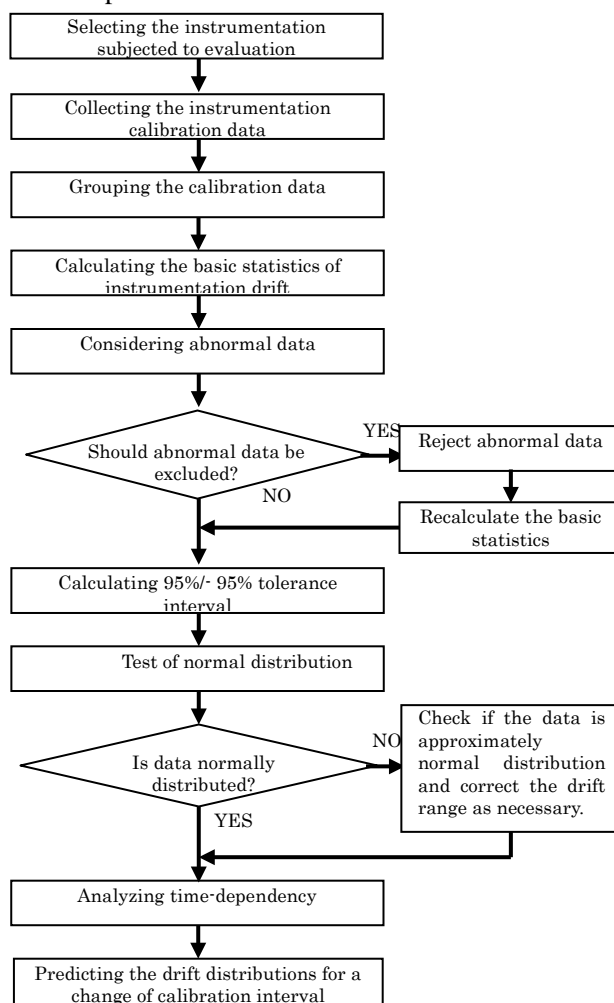 Selecting the instrumentation
subjected to evaluation
Collecting the instrumentation
calibration data
Grouping the calibration data
Calculating the basic statistics of
instrumentation drift
Considering abnormal data
Should abnormal data be
excluded?
YES
Reject abnormal data
NO
Recalculate the basic
statistics
Calculating 95%/- 95% tolerance
interval
Test of normal distribution
Is data normally
distributed?
NO
Check if the data is
approximately
normal distribution
and correct the drift
range as necessary.
YES
Analyzing time-dependency
Predicting the drift distributions for a
change of calibration interval